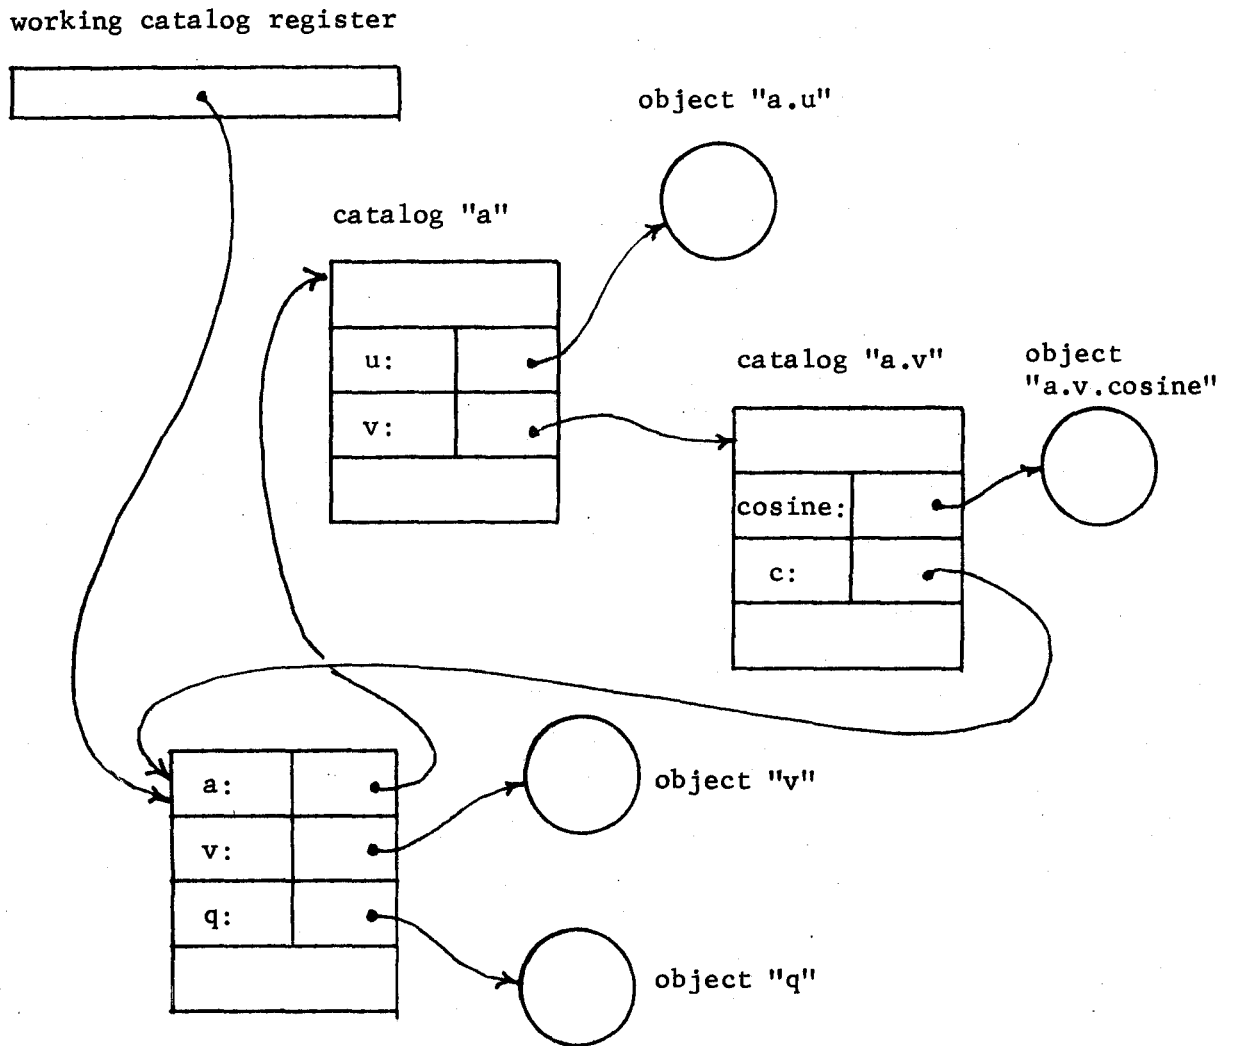 working catalog register
object "a.u"
catalog "a"
u:
v:
catalog "a.v"
object
"a.v.cosine"
cosine:
c:
a:
v:
q:
object "v"
object "q"